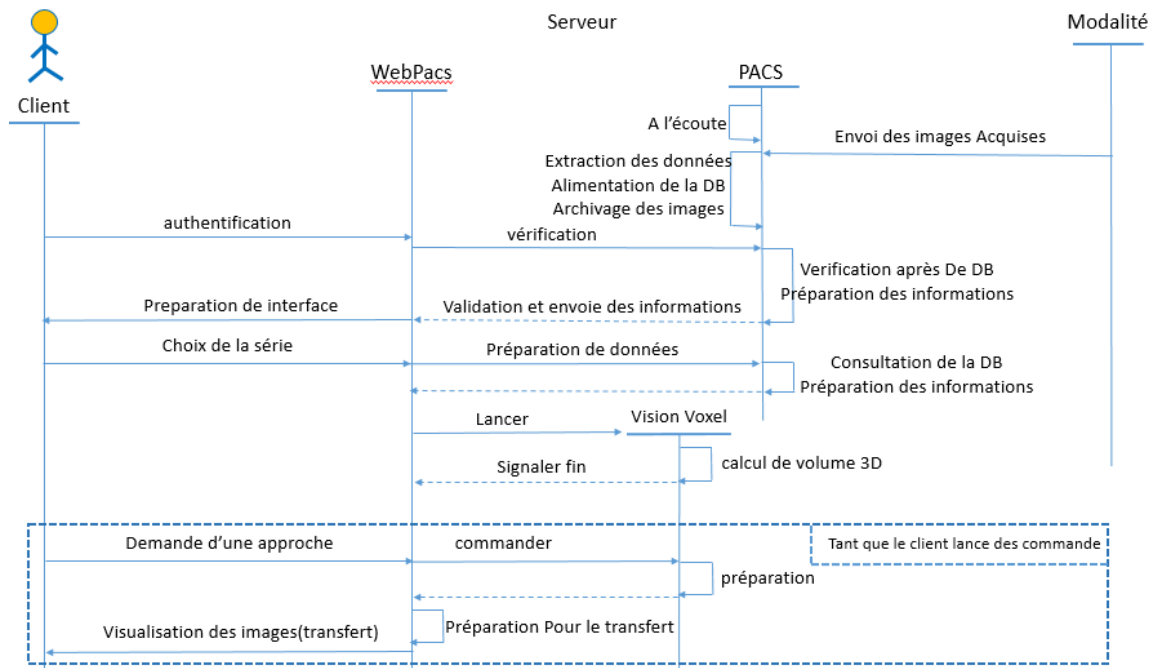 Serveur
Modalité
WebPacs
PACS
Client
A l'écoute
Envoi des images Acquises
Extraction des données
Alimentation de la DB
Archivage des images
authentification
vérification
Verification après De DB
Préparation des informations
Preparation de interface
Validation et envoie des informations
Choix de la série
Préparation de données
Consultation de la DB
Préparation des informations
Lancer
Vision Voxel
Signaler fin
calcul de volume 3D
Demande d'une approche
commander
Tant que le client lance des commande
préparation
Préparation Pour le transfert
Visualisation des images(transfert)